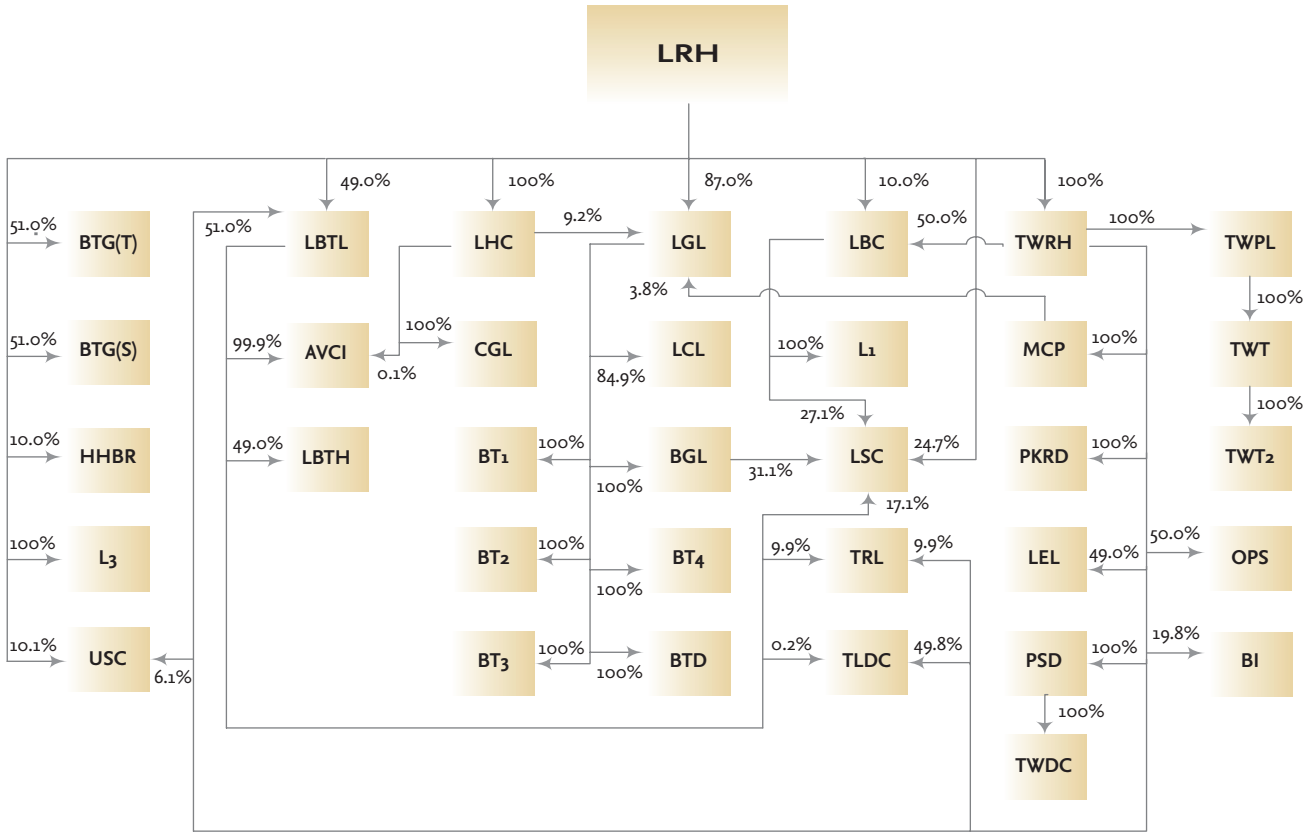 LRH
49.0%
100%
87.0%
10.0%
100%
51.0%
BTG(T)
51.0%
LBTL
LHC
9.2%
LGL
LBC
50.0%
TWRH
100%
TWPL
3.8%
100%
51.0%
BTG(S)
99.9%
AVCI
0.1%
100%
CGL
LCL
84.9%
100%
L1
MCP
100%
TWT
100%
10.0%
HHBR
49.0%
LBTH
BT1
100%
100%
BGL
31.1%
27.1%
LSC
24.7%
17.1%
PKRD
100%
TWT2
100%
L3
BT2
100%
100%
BT4
9.9%
TRL
9.9%
LEL
49.0%
50.0%
OPS
10.1%
USC
6.1%
BT3
100%
100%
BTD
0.2%
TLDC
49.8%
PSD
100%
19.8%
BI
100%
TWDC